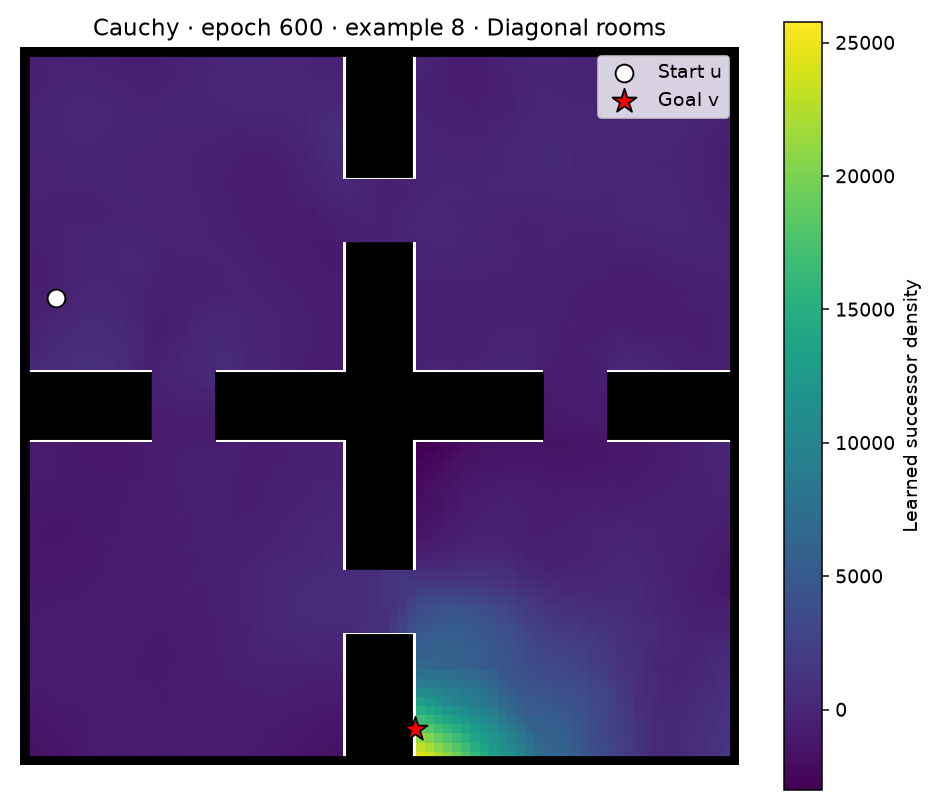 Cauchy · epoch 600 · example 8 · Diagonal rooms
Start u
Goal v
25000
20000
15000
10000
5000
0
Learned successor density